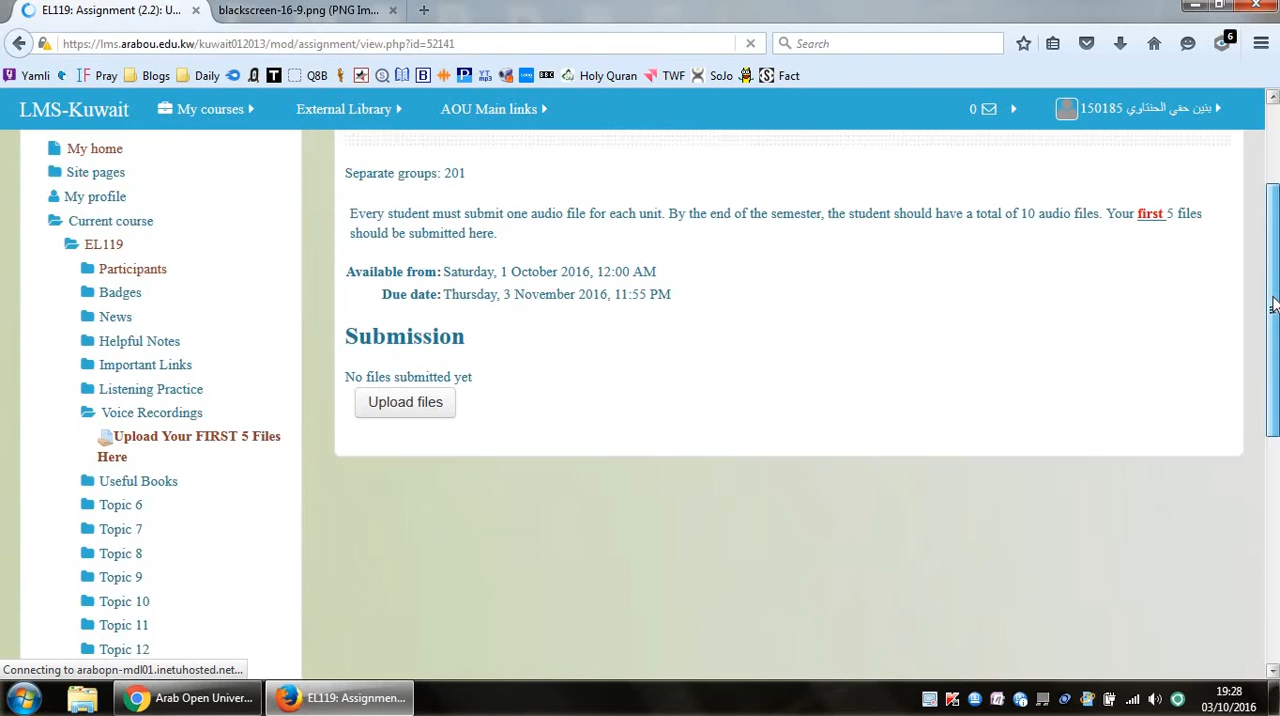 EL119: Assignment (2.2): U...
blackscreen-16-9.png (PNG Im...
https://lms.arabou.edu.kw/kuwait012013/mod/assignment/view.php?id=52141
Search
6
Yamli
Pray
Blogs
Daily
Q8B
Holy Quran
TWF
SoJo
Fact
LMS-Kuwait
My courses
External Library
AOU Main links
0
150185 بنين حقي الحنتاوي
My home
Site pages
My profile
Current course
EL119
Participants
Badges
News
Helpful Notes
Important Links
Listening Practice
Voice Recordings
Upload Your FIRST 5 Files
Here
Useful Books
Topic 6
Topic 7
Topic 8
Topic 9
Topic 10
Topic 11
Topic 12
Separate groups: 201
Every student must submit one audio file for each unit. By the end of the semester, the student should have a total of 10 audio files. Your first 5 files
should be submitted here.
Available from: Saturday, 1 October 2016, 12:00 AM
Due date: Thursday, 3 November 2016, 11:55 PM
Submission
No files submitted yet
Upload files
Connecting to arabopn-mdl01.inetuhosted.net...
Arab Open Univer...
EL119: Assignmen...
19:28
03/10/2016